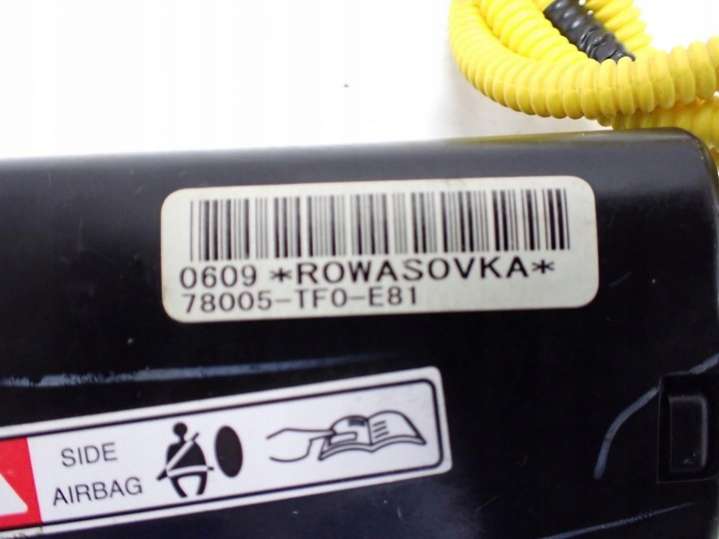 0609 *ROWASOVKA*
78005-TF0-E81
SIDE
AIRBAG